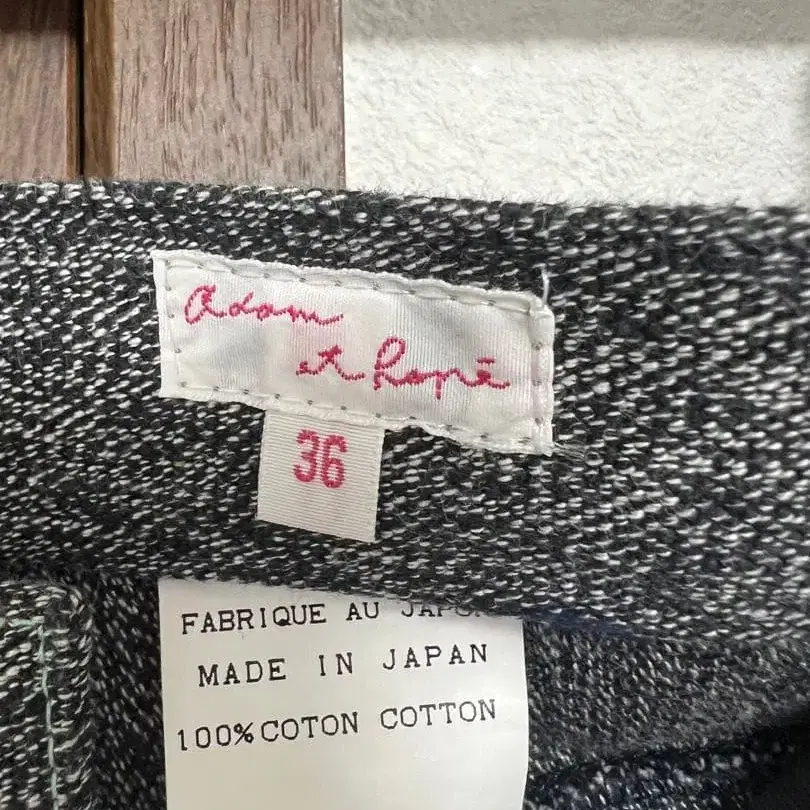 adam
et Ropé
36
FABRIQUE AU JAPON
MADE IN JAPAN
100%COTON COTTON